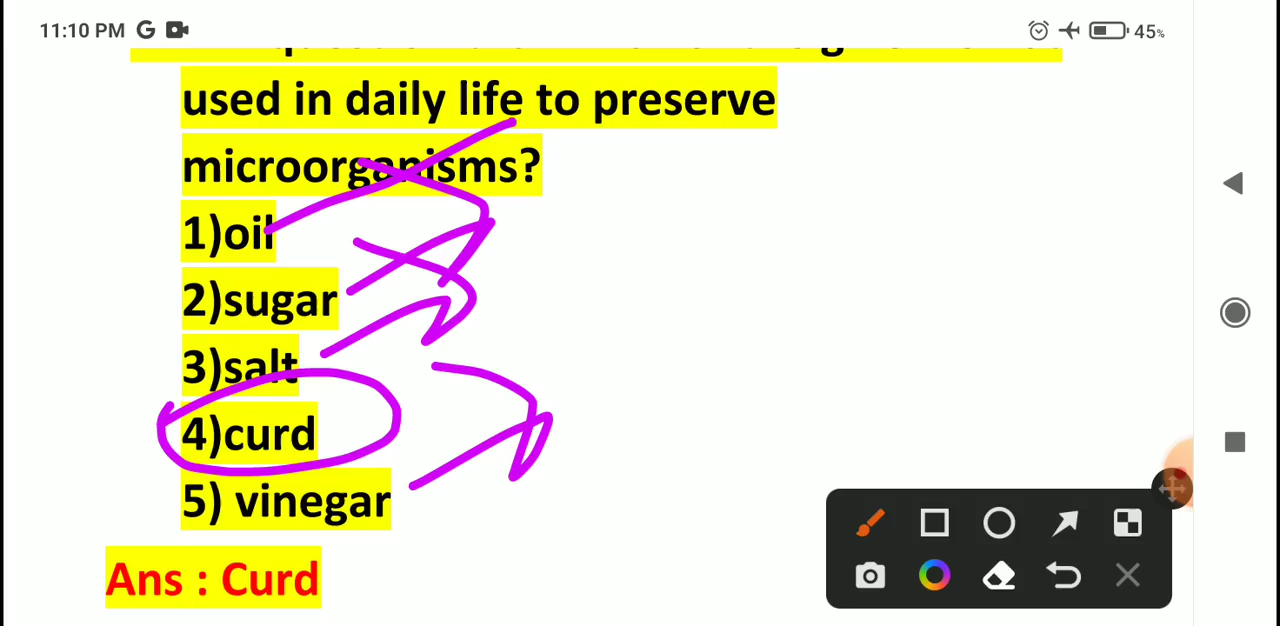 11:10 PM G 45%
used in daily life to preserve
microorganisms?
1)oil
2)sugar
3)salt
4)curd
5) vinegar
Ans : Curd